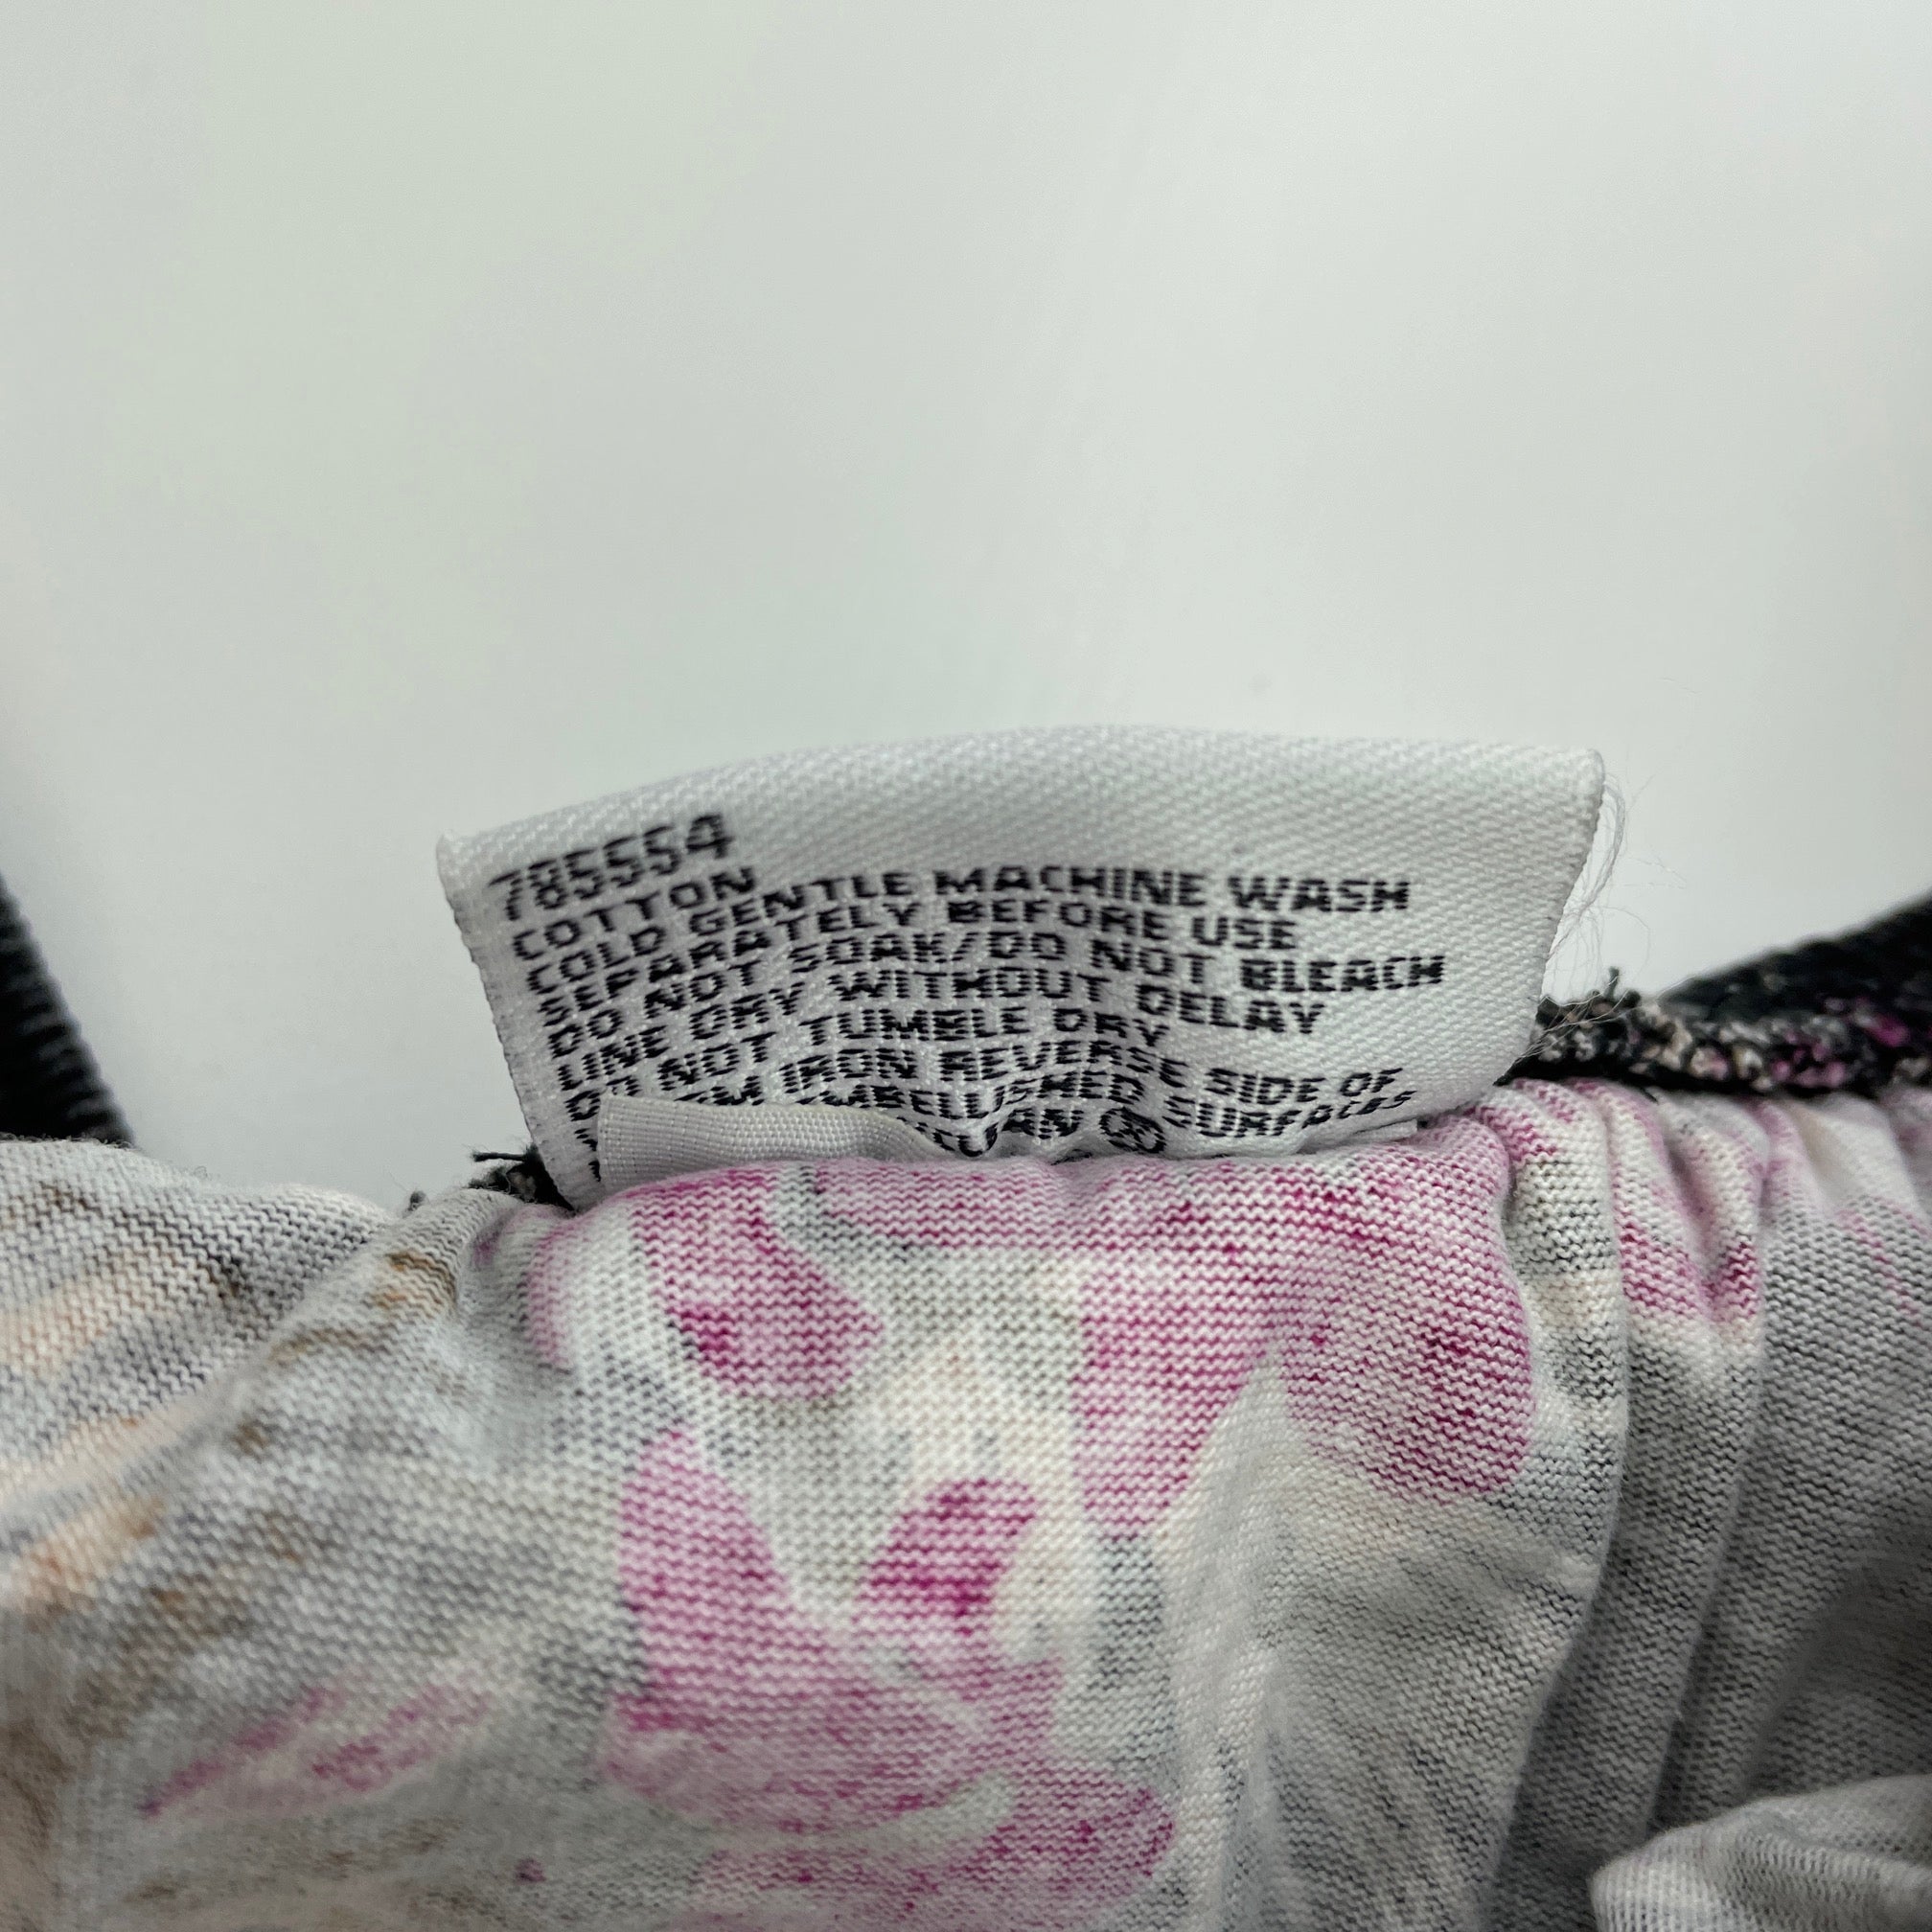 785554
COTTON
COLD GENTLE MACHINE WASH
SEPARATELY BEFORE USE
DO NOT SOAK/DO NOT BLEACH
LINE DRY WITHOUT DELAY
DO NOT TUMBLE DRY
IRON REVERSE SIDE OF
EMBELLISHED SURFACES